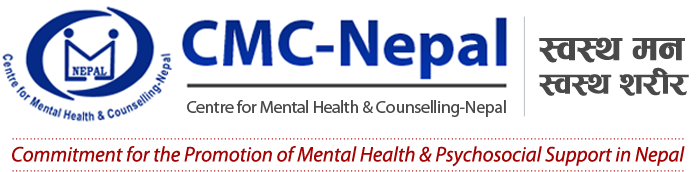 NEPAL
Centre for Mental Health & Counselling-Nepal
CMC-Nepal
Centre for Mental Health & Counselling-Nepal
स्वस्थ मन
स्वस्थ शरीर
Commitment for the Promotion of Mental Health & Psychosocial Support in Nepal